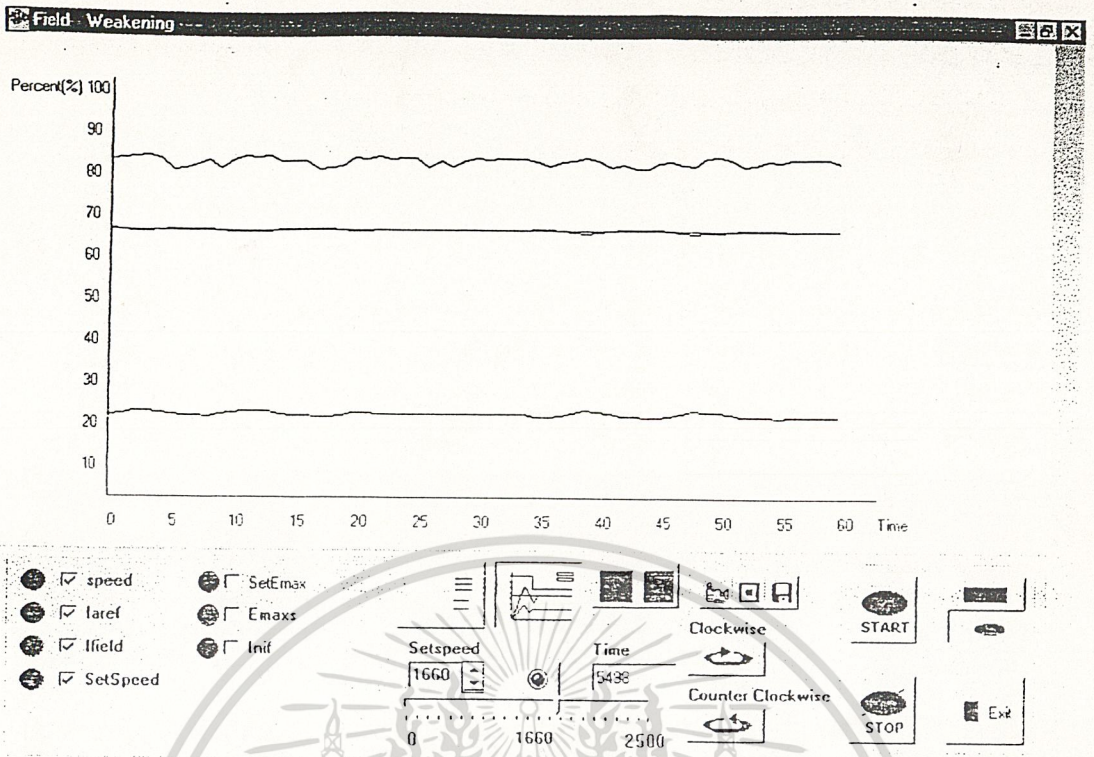 Field Weakening
Percent(%) 100
90
80
70
60
50
40
30
20
10
0 5 10 15 20 25 30 35 40 45 50 55 60 Time
speed
Iaref
Ifield
SetSpeed
SetEmax
Emaxs
Init
Setspeed
1660
Time
5488
0 1660 2500
Clockwise
Counter Clockwise
START
STOP
Exit